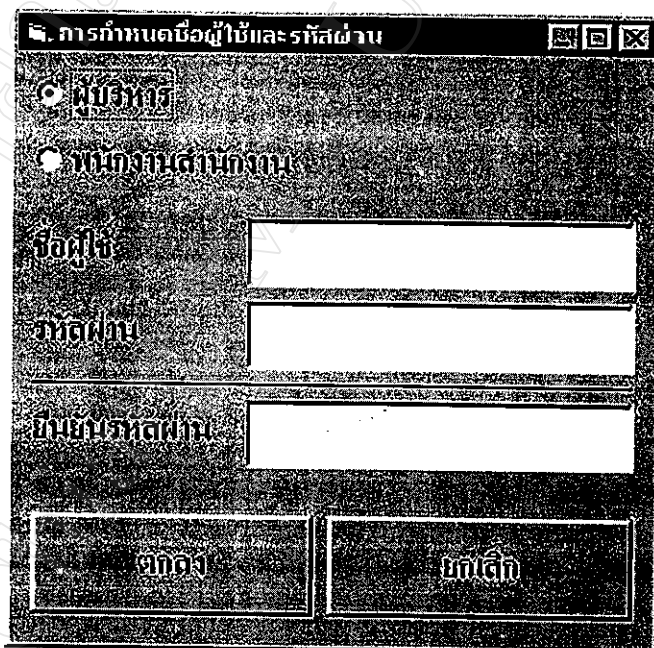 การกำหนดชื่อผู้ใช้และรหัสผ่าน
ผู้บริหาร
พนักงานสำนักงาน
ชื่อผู้ใช้
รหัสผ่าน
ยืนยันรหัสผ่าน
ตกลง
ยกเลิก